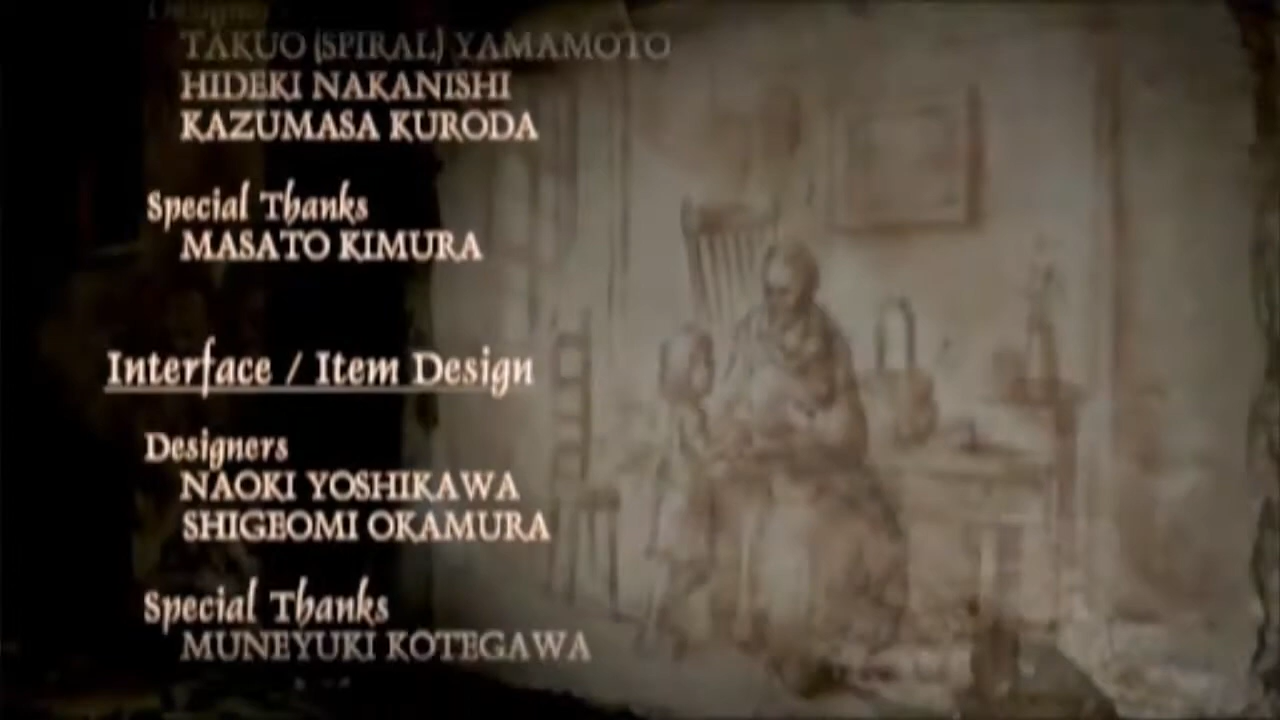 Designers
TAKUO (SPIRAL) YAMAMOTO
HIDEKI NAKANISHI
KAZUMASA KURODA
Special Thanks
MASATO KIMURA
Interface / Item Design
Designers
NAOKI YOSHIKAWA
SHIGEOMI OKAMURA
Special Thanks
MUNEYUKI KOTEGAWA